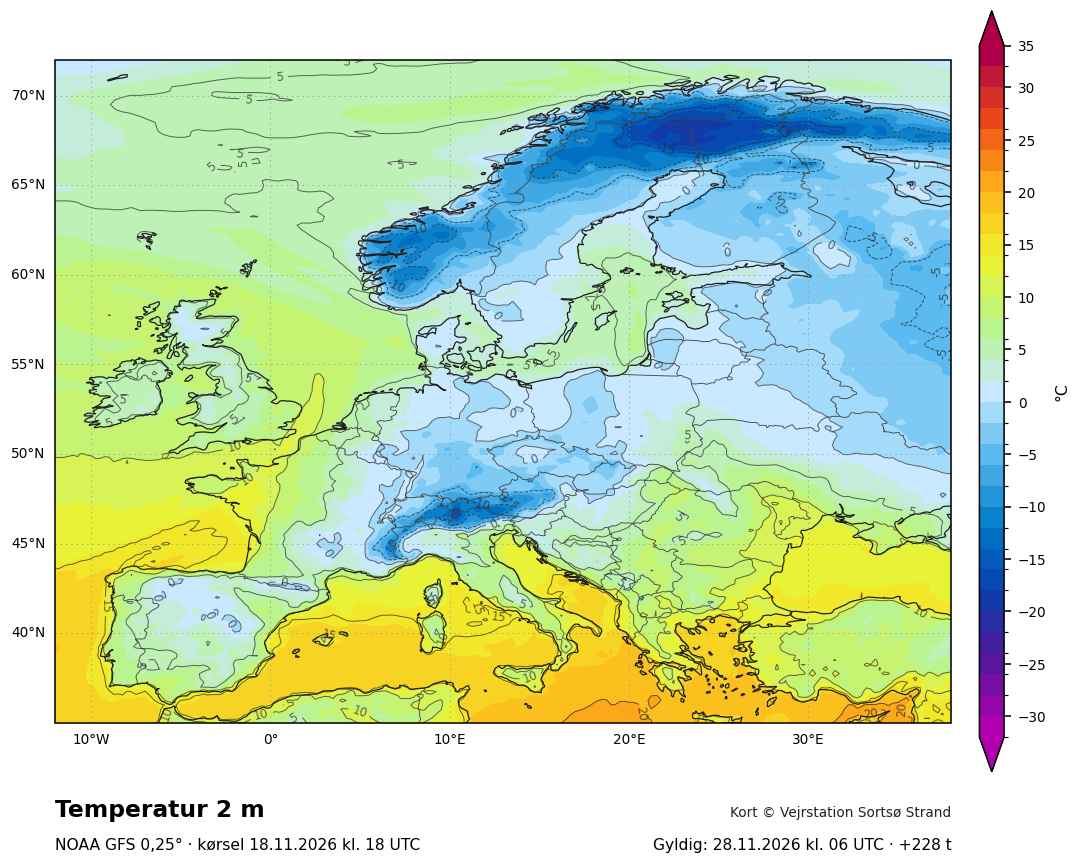 35
30
25
20
15
10
5
0
−5
−10
−15
−20
−25
−30
°C
70°N
65°N
60°N
55°N
50°N
45°N
40°N
10°W 0° 10°E 20°E 30°E
Temperatur 2 m
Kort © Vejrstation Sortsø Strand
NOAA GFS 0,25° · kørsel 18.11.2026 kl. 18 UTC
Gyldig: 28.11.2026 kl. 06 UTC · +228 t